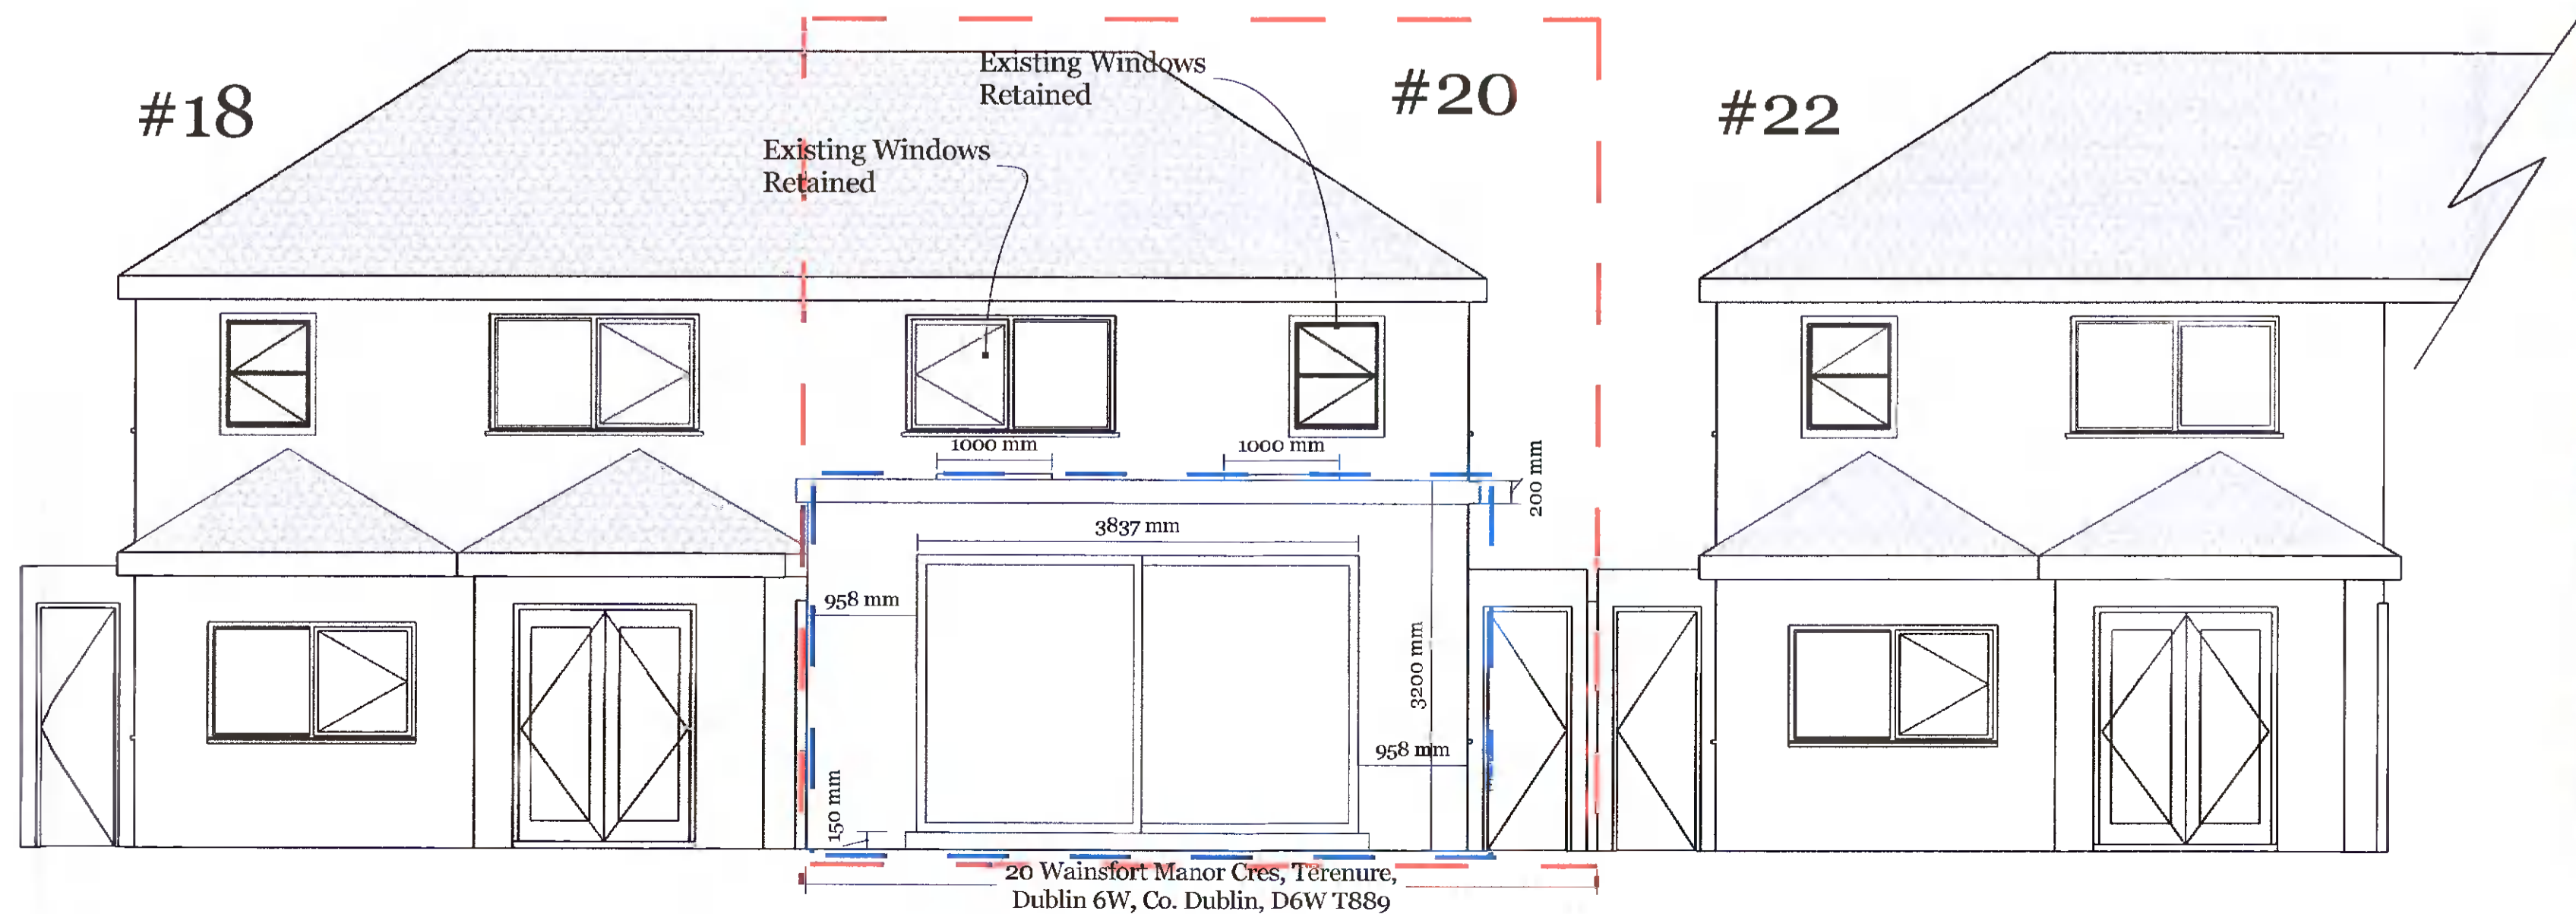 #18
Existing Windows
Retained
#20
#22
Existing Windows
Retained
1000 mm
1000 mm
200 mm
3837 mm
958 mm
3200 mm
958 mm
150 mm
20 Wainsfort Manor Cres, Terenure,
Dublin 6W, Co. Dublin, D6W T889